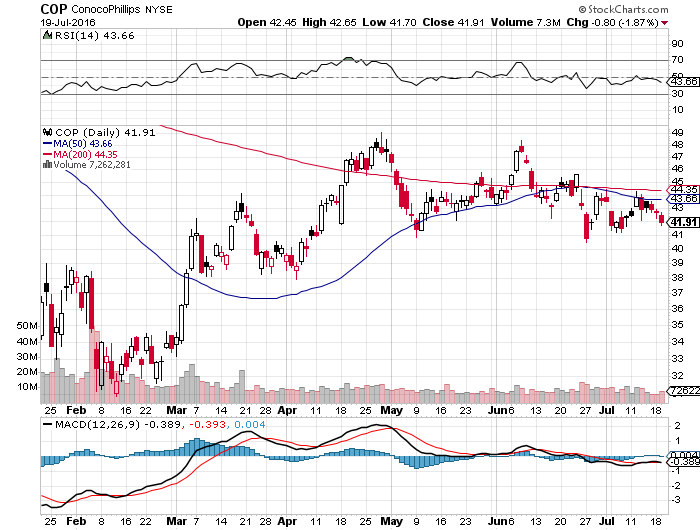 COP ConocoPhillips NYSE
© StockCharts.com
19-Jul-2016
Open 42.45 High 42.65 Low 41.70 Close 41.91 Volume 7.3M Chg -0.80 (-1.87%)
RSI(14) 43.66
90
70
50
43.66
30
10
COP (Daily) 41.91
MA(50) 43.66
MA(200) 44.35
Volume 7,262,281
49
48
47
46
45
44.35
43.66
43
41.91
41
40
39
38
37
36
35
34
33
32
50M
40M
30M
20M
10M
72622
25 Feb 8 16 22 Mar 7 14 21 28 Apr 11 18 25 May 9 16 23 Jun 6 13 20 27 Jul 11 18
MACD(12,26,9) -0.389, -0.393, 0.004
2
1
0.004
-0.389
-1
-2
-3
25 Feb 8 16 22 Mar 7 14 21 28 Apr 11 18 25 May 9 16 23 Jun 6 13 20 27 Jul 11 18